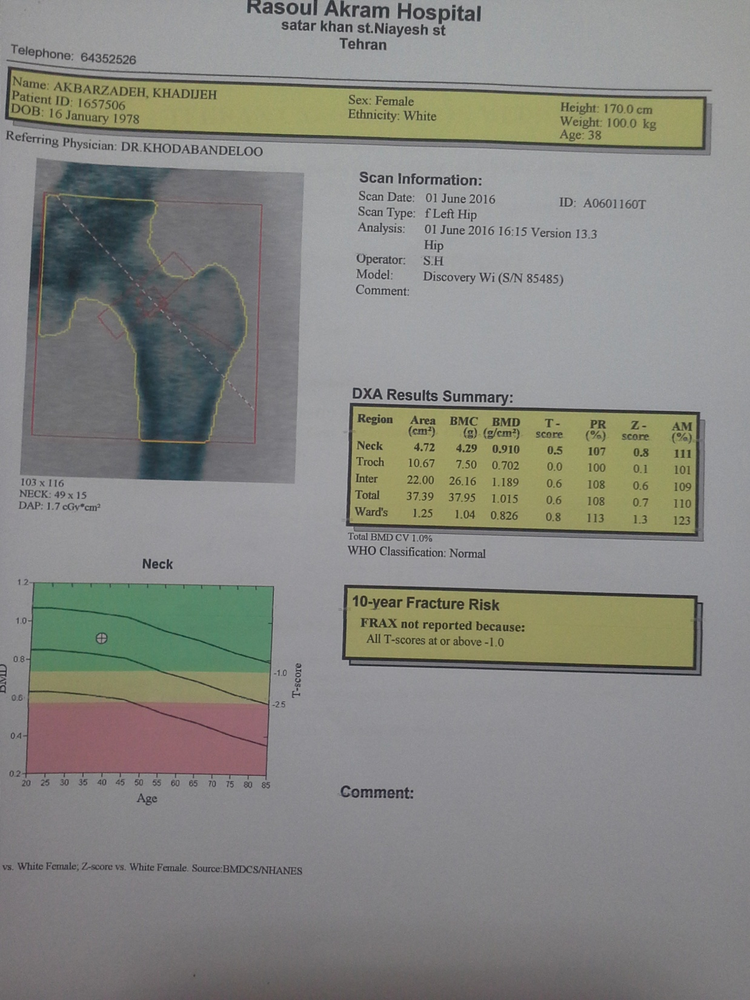 Rasoul Akram Hospital
satar khan st.Niayesh st
Tehran
Telephone: 64352526
Name: AKBARZADEH, KHADIJEH
Patient ID: 1657506
DOB: 16 January 1978
Sex: Female
Ethnicity: White
Height: 170.0 cm
Weight: 100.0 kg
Age: 38
Referring Physician: DR.KHODABANDELOO
Scan Information:
Scan Date: 01 June 2016 ID: A0601160T
Scan Type: f Left Hip
Analysis: 01 June 2016 16:15 Version 13.3
Hip
Operator: S.H
Model: Discovery Wi (S/N 85485)
Comment:
103 x 116
NECK: 49 x 15
DAP: 1.7 cGy*cm²
DXA Results Summary:
Region Area BMC BMD T - PR Z - AM
(cm²) (g) (g/cm²) score (%) score (%)
Neck 4.72 4.29 0.910 0.5 107 0.8 111
Troch 10.67 7.50 0.702 0.0 100 0.1 101
Inter 22.00 26.16 1.189 0.6 108 0.6 109
Total 37.39 37.95 1.015 0.6 108 0.7 110
Ward's 1.25 1.04 0.826 0.8 113 1.3 123
Total BMD CV 1.0%
WHO Classification: Normal
10-year Fracture Risk
FRAX not reported because:
All T-scores at or above -1.0
Neck
1.2
1.0
0.8
0.6
0.4
0.2
BMD
-1.0
-2.5
T-score
20 25 30 35 40 45 50 55 60 65 70 75 80 85
Age
Comment:
vs. White Female; Z-score vs. White Female. Source:BMDCS/NHANES